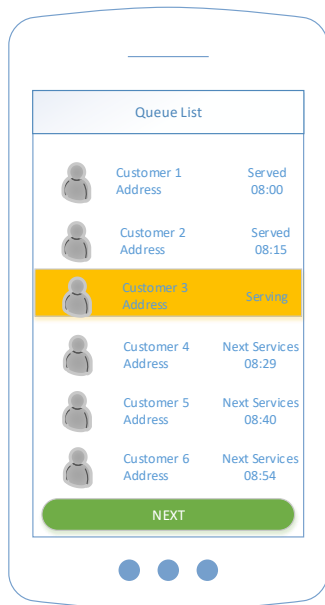 Queue List
Customer 1 Served
Address 08:00
Customer 2 Served
Address 08:15
Customer 3
Address Serving
Customer 4 Next Services
Address 08:29
Customer 5 Next Services
Address 08:40
Customer 6 Next Services
Address 08:54
NEXT